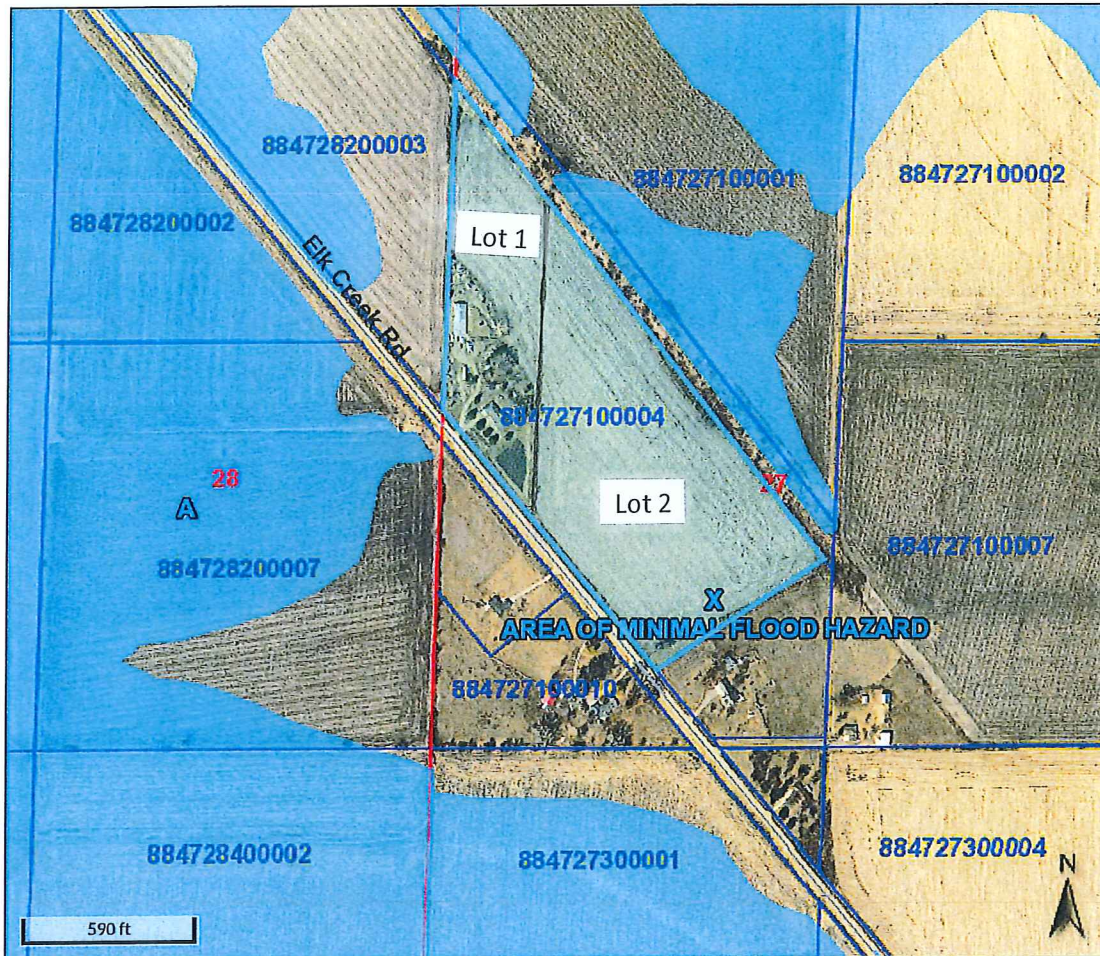 884728200003
884727100001
884727100002
884728200002
Lot 1
Elk Creek Rd
884727100004
28
A
Lot 2
27
884728200007
884727100007
X
AREA OF MINIMAL FLOOD HAZARD
884727100010
884728400002
884727300001
884727300004
N
590 ft